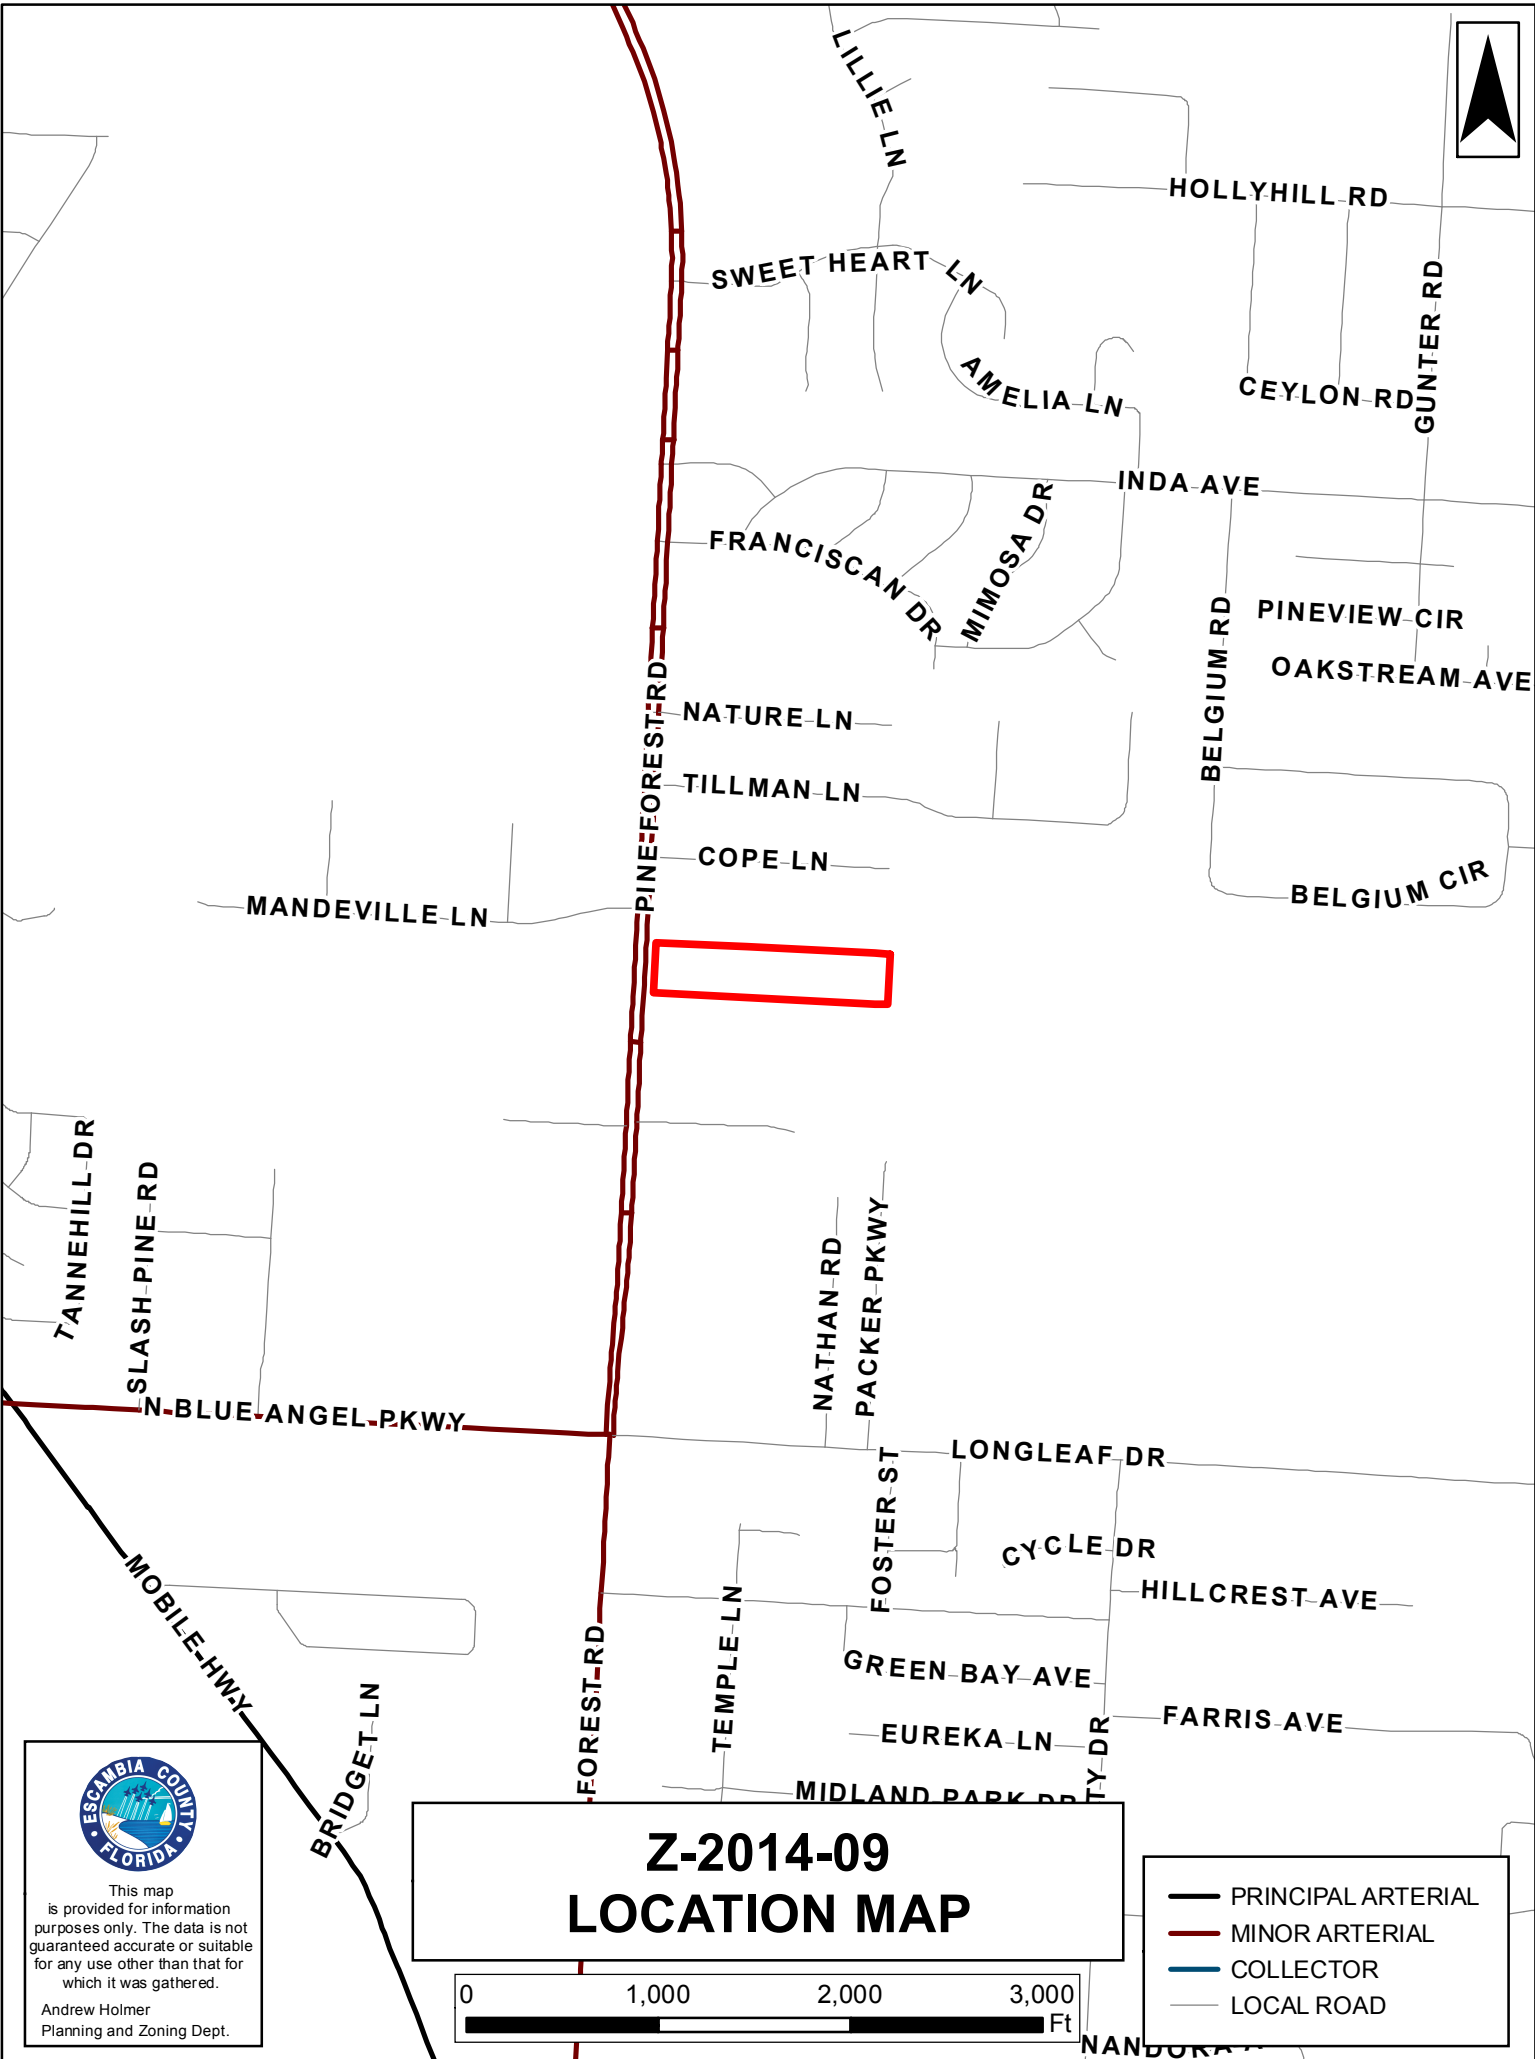 LILLIE LN
HOLLYHILL RD
SWEET HEART LN
GUNTER RD
AMELIA LN
CEYLON RD
INDA AVE
FRANCISCAN DR
MIMOSA DR
BELGIUM RD
PINEVIEW CIR
OAKSTREAM AVE
PINE FOREST RD
NATURE LN
TILLMAN LN
COPE LN
MANDEVILLE LN
BELGIUM CIR
TANNEHILL DR
SLASH PINE RD
NATHAN RD
PACKER PKWY
N BLUE ANGEL PKWY
LONGLEAF DR
FOSTER ST
CYCLE DR
MOBILE HWY
HILLCREST AVE
FOREST RD
TEMPLE LN
GREEN BAY AVE
BRIDGET LN
EUREKA LN
FARRIS AVE
TY DR
MIDLAND PARK DR
ESCAMBIA COUNTY
FLORIDA
This map
is provided for information
purposes only. The data is not
guaranteed accurate or suitable
for any use other than that for
which it was gathered.
Andrew Holmer
Planning and Zoning Dept.
Z-2014-09
LOCATION MAP
0 1,000 2,000 3,000
Ft
PRINCIPAL ARTERIAL
MINOR ARTERIAL
COLLECTOR
LOCAL ROAD